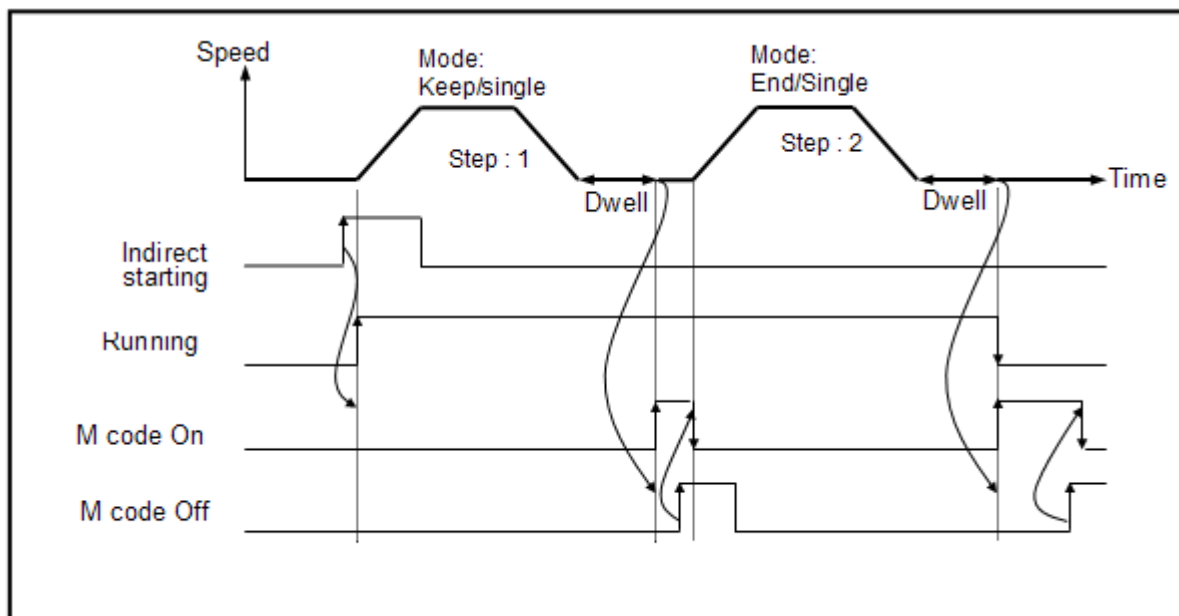 Speed
Mode:
Keep/single
Mode:
End/Single
Step : 1
Step : 2
Dwell
Dwell
Time
Indirect
starting
Running
M code On
M code Off